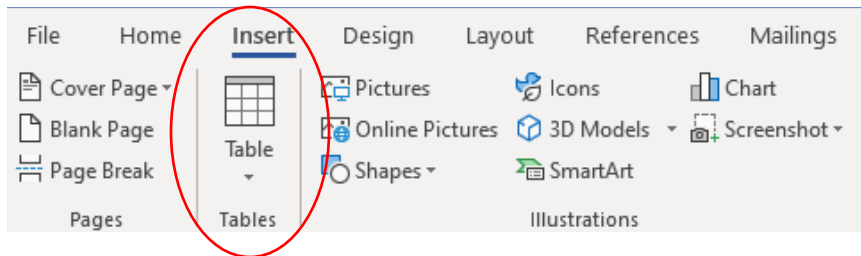 File Home Insert Design Layout References Mailings
Cover Page Pictures Icons Chart
Blank Page Table Online Pictures 3D Models Screenshot
Page Break Shapes SmartArt
Pages Tables Illustrations